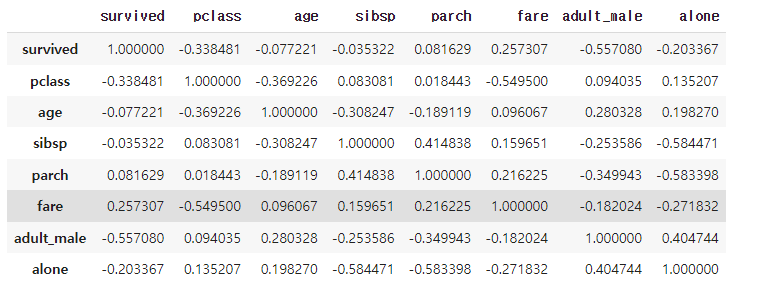 survived pclass age sibsp parch fare adult_male alone
survived 1.000000 -0.338481 -0.077221 -0.035322 0.081629 0.257307 -0.557080 -0.203367
pclass -0.338481 1.000000 -0.369226 0.083081 0.018443 -0.549500 0.094035 0.135207
age -0.077221 -0.369226 1.000000 -0.308247 -0.189119 0.096067 0.280328 0.198270
sibsp -0.035322 0.083081 -0.308247 1.000000 0.414838 0.159651 -0.253586 -0.584471
parch 0.081629 0.018443 -0.189119 0.414838 1.000000 0.216225 -0.349943 -0.583398
fare 0.257307 -0.549500 0.096067 0.159651 0.216225 1.000000 -0.182024 -0.271832
adult_male -0.557080 0.094035 0.280328 -0.253586 -0.349943 -0.182024 1.000000 0.404744
alone -0.203367 0.135207 0.198270 -0.584471 -0.583398 -0.271832 0.404744 1.000000